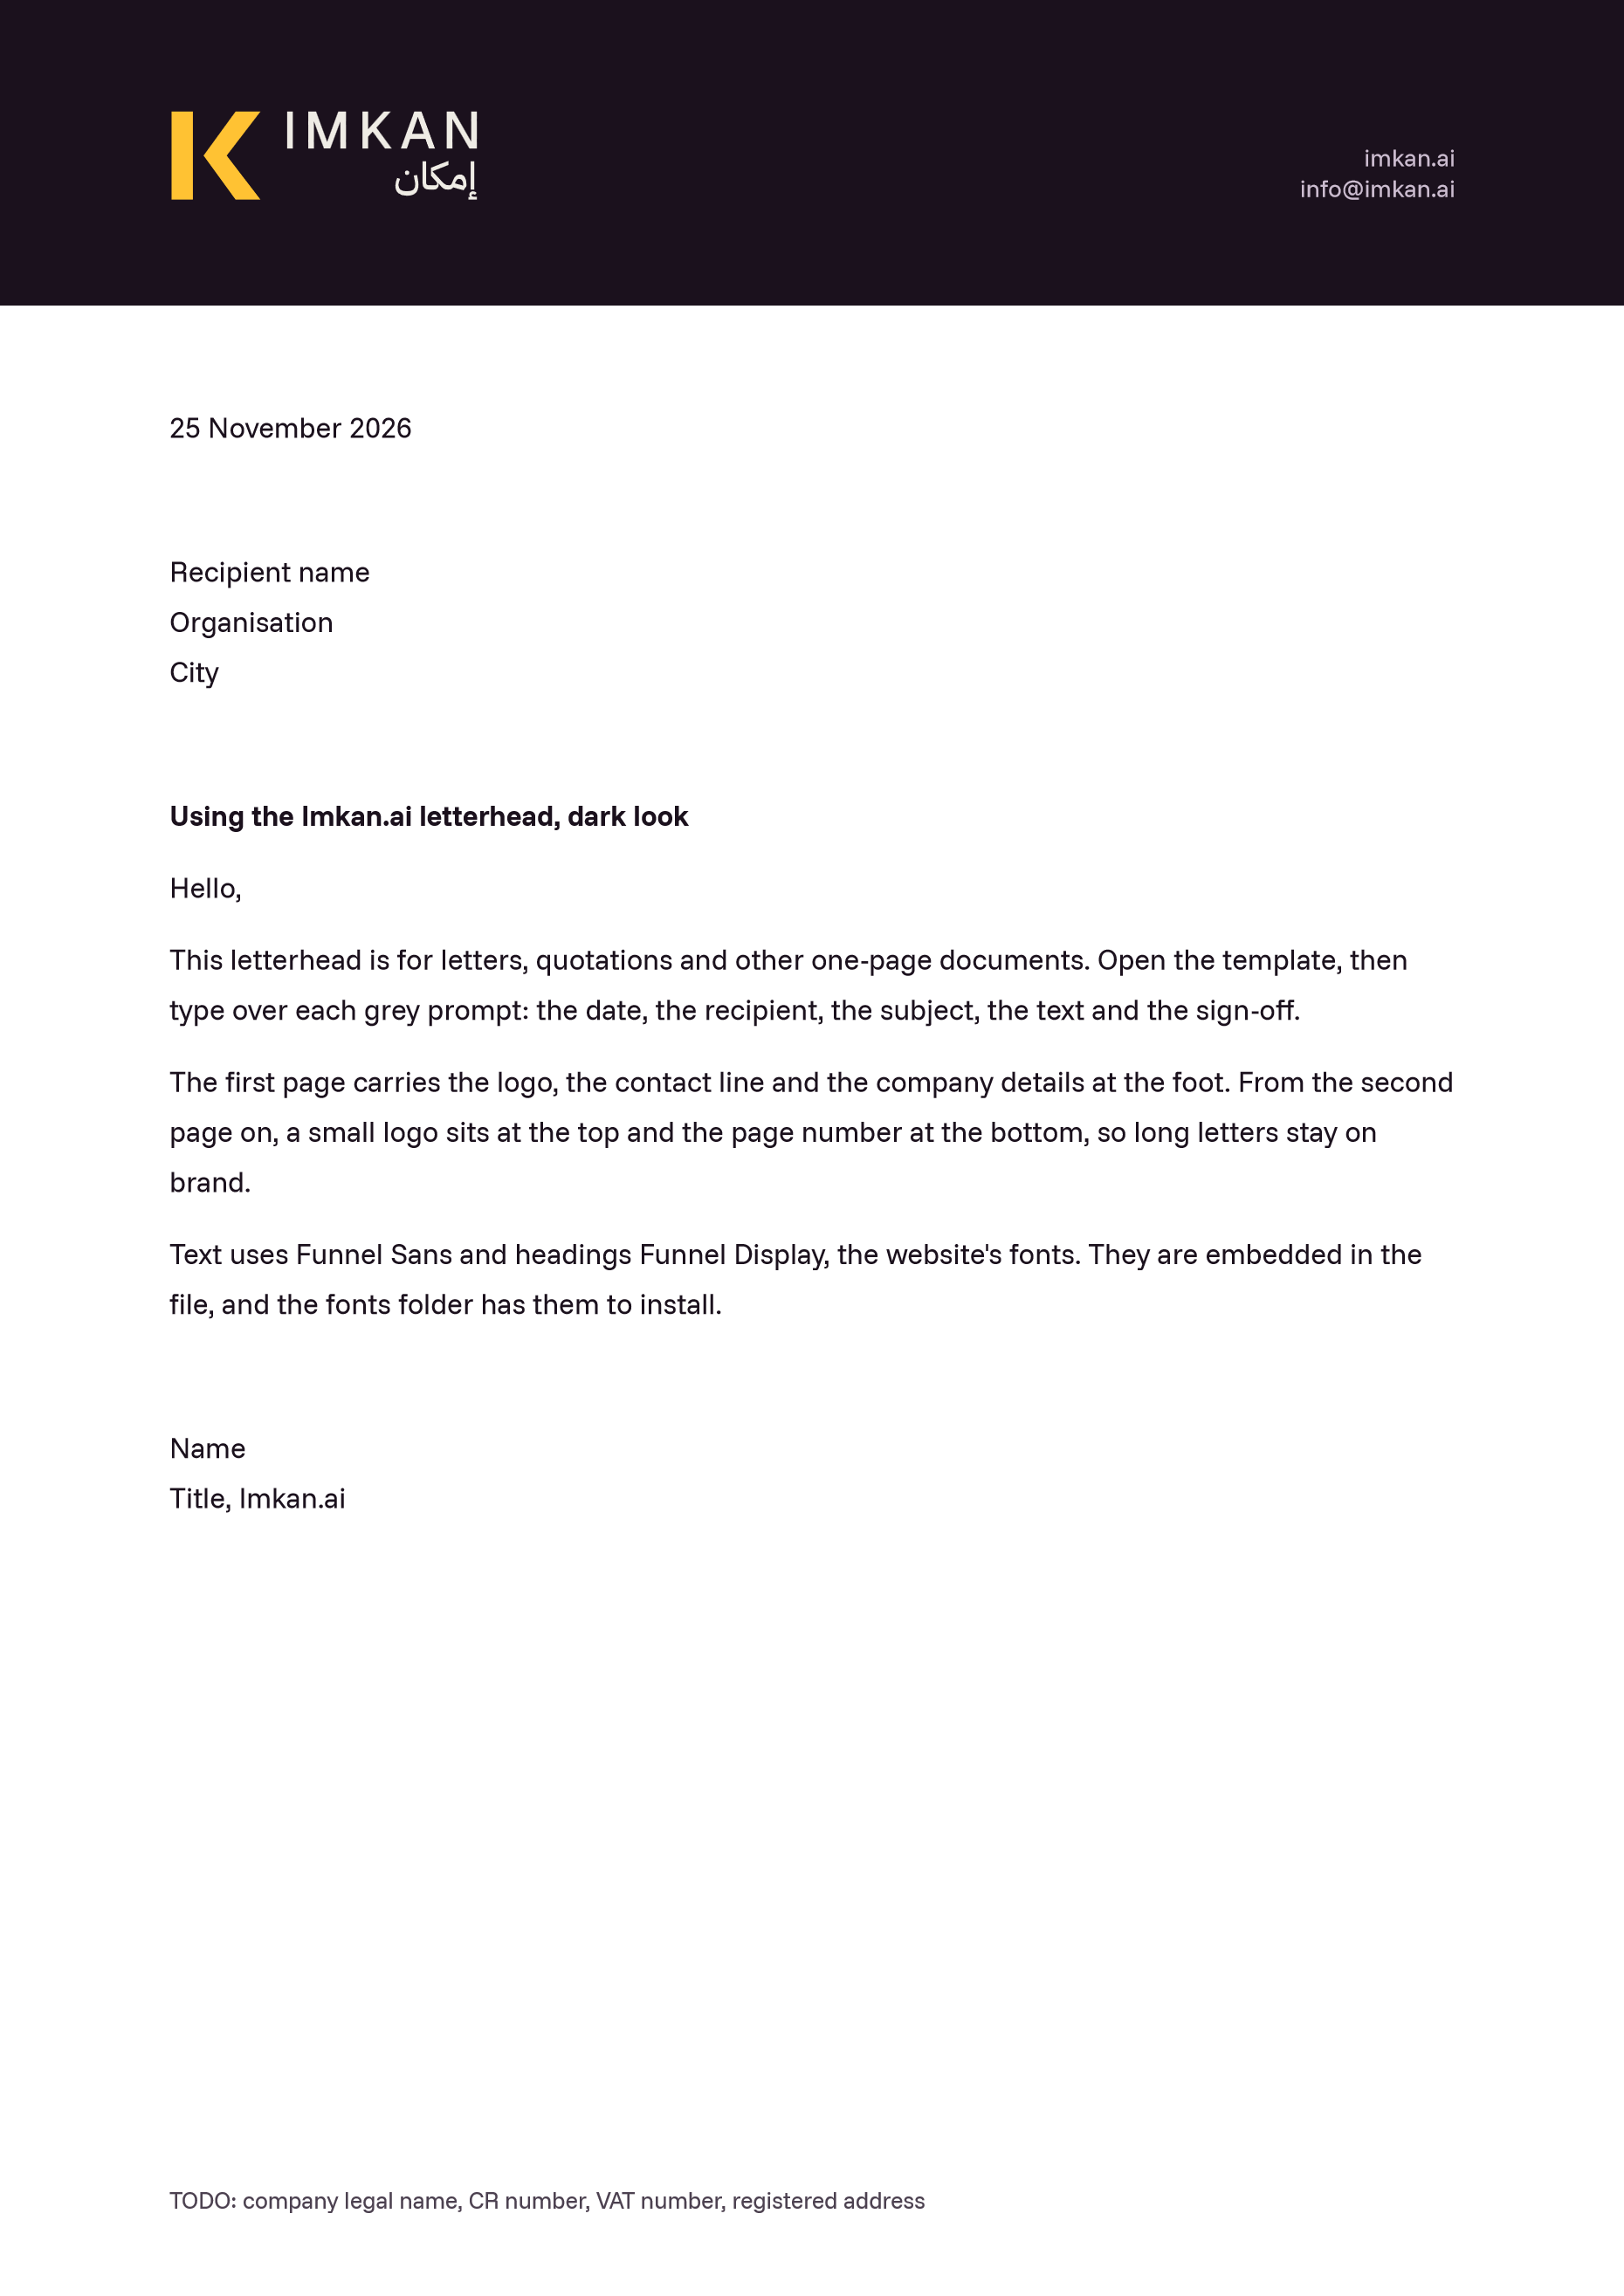 IMKAN
إمكان
imkan.ai
info@imkan.ai
25 November 2026
Recipient name
Organisation
City
Using the Imkan.ai letterhead, dark look
Hello,
This letterhead is for letters, quotations and other one-page documents. Open the template, then
type over each grey prompt: the date, the recipient, the subject, the text and the sign-off.
The first page carries the logo, the contact line and the company details at the foot. From the second
page on, a small logo sits at the top and the page number at the bottom, so long letters stay on
brand.
Text uses Funnel Sans and headings Funnel Display, the website's fonts. They are embedded in the
file, and the fonts folder has them to install.
Name
Title, Imkan.ai
TODO: company legal name, CR number, VAT number, registered address